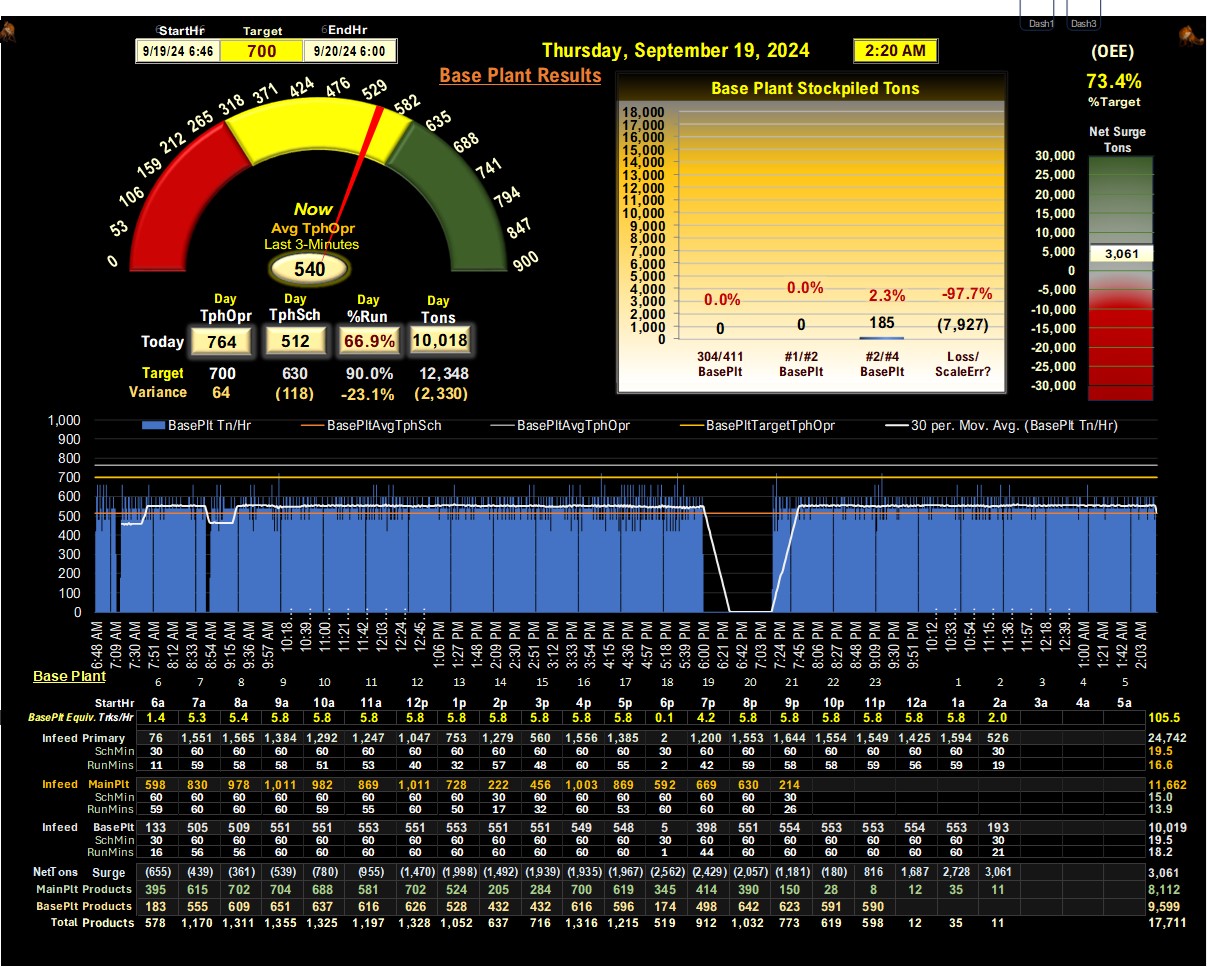 Dash1 Dash3
StartHr Target EndHr
9/19/24 6:46 700 9/20/24 6:00
Thursday, September 19, 2024 2:20 AM
Base Plant Results
(OEE)
73.4%
%Target
Net Surge
Tons
30,000
25,000
20,000
15,000
10,000
5,000
0
-5,000
-10,000
-15,000
-20,000
-25,000
-30,000
3,061
0 53 106 159 212 265 318 371 424 476 529 582 635 688 741 794 847 900
Now
Avg TphOpr
Last 3-Minutes
540
Day Day Day Day
TphOpr TphSch %Run Tons
Today 764 512 66.9% 10,018
Target 700 630 90.0% 12,348
Variance 64 (118) -23.1% (2,330)
Base Plant Stockpiled Tons
18,000
17,000
16,000
15,000
14,000
13,000
12,000
11,000
10,000
9,000
8,000
7,000
6,000
5,000
4,000
3,000
2,000
1,000
0
0.0% 0.0% 2.3% -97.7%
0 0 185 (7,927)
304/411 #1/#2 #2/#4 Loss/
BasePlt BasePlt BasePlt ScaleErr?
BasePlt Tn/Hr BasePltAvgTphSch BasePltAvgTphOpr BasePltTargetTphOpr 30 per. Mov. Avg. (BasePlt Tn/Hr)
1,000
900
800
700
600
500
400
300
200
100
0
6:48 AM 7:09 AM 7:30 AM 7:51 AM 8:12 AM 8:33 AM 8:54 AM 9:15 AM 9:36 AM 9:57 AM 10:18... 10:39... 11:00... 11:21... 11:42... 12:03... 12:24... 12:45... 1:06 PM 1:27 PM 1:48 PM 2:09 PM 2:30 PM 2:51 PM 3:12 PM 3:33 PM 3:54 PM 4:15 PM 4:36 PM 4:57 PM 5:18 PM 5:39 PM 6:00 PM 6:21 PM 6:42 PM 7:03 PM 7:24 PM 7:45 PM 8:06 PM 8:27 PM 8:48 PM 9:09 PM 9:30 PM 9:51 PM 10:12... 10:33... 10:54... 11:15... 11:36... 11:57... 12:18... 12:39... 1:00 AM 1:21 AM 1:42 AM 2:03 AM
Base Plant
6 7 8 9 10 11 12 13 14 15 16 17 18 19 20 21 22 23 1 2 3 4 5
StartHr 6a 7a 8a 9a 10a 11a 12p 1p 2p 3p 4p 5p 6p 7p 8p 9p 10p 11p 12a 1a 2a 3a 4a 5a
BasePlt Equiv. Trks/Hr 1.4 5.3 5.4 5.8 5.8 5.8 5.8 5.8 5.8 5.8 5.8 5.8 0.1 4.2 5.8 5.8 5.8 5.8 5.8 5.8 2.0 105.5
Infeed Primary 76 1,551 1,565 1,384 1,292 1,247 1,047 753 1,279 560 1,556 1,385 2 1,200 1,553 1,644 1,554 1,549 1,425 1,594 526 24,742
SchMin 30 60 60 60 60 60 60 60 60 60 60 60 30 60 60 60 60 60 60 60 30 19.5
RunMins 11 59 58 58 51 53 40 32 57 48 60 55 2 42 59 60 58 58 56 59 19 16.6
Infeed MainPlt 598 830 978 1,011 982 869 1,011 728 222 456 1,003 869 592 669 630 214 11,662
SchMin 60 60 60 60 60 60 60 60 30 60 60 60 60 60 60 30 15.0
RunMins 59 60 60 60 59 55 60 60 17 32 60 53 60 60 60 26 13.9
Infeed BasePlt 133 505 509 551 551 553 551 553 551 551 549 548 5 398 551 554 553 553 554 553 193 10,019
SchMin 30 60 60 60 60 60 60 60 60 60 60 60 30 60 60 60 60 60 60 60 30 19.5
RunMins 16 56 56 60 60 60 60 60 60 60 60 60 1 44 60 60 60 60 60 60 21 18.2
NetTons Surge (655) (439) (361) (539) (780) (955) (1,470) (1,998) (1,492) (1,939) (1,935) (1,967) (2,562) (2,429) (2,057) (1,181) (180) 816 1,687 2,728 3,061 3,061
MainPlt Products 395 615 702 704 688 581 702 524 205 284 700 619 345 414 390 150 28 8 12 35 11 8,112
BasePlt Products 183 555 609 651 637 616 626 528 432 432 616 596 174 498 642 623 591 590 9,599
Total Products 578 1,170 1,311 1,355 1,325 1,197 1,328 1,052 637 716 1,316 1,215 519 912 1,032 773 619 598 12 35 11 17,711